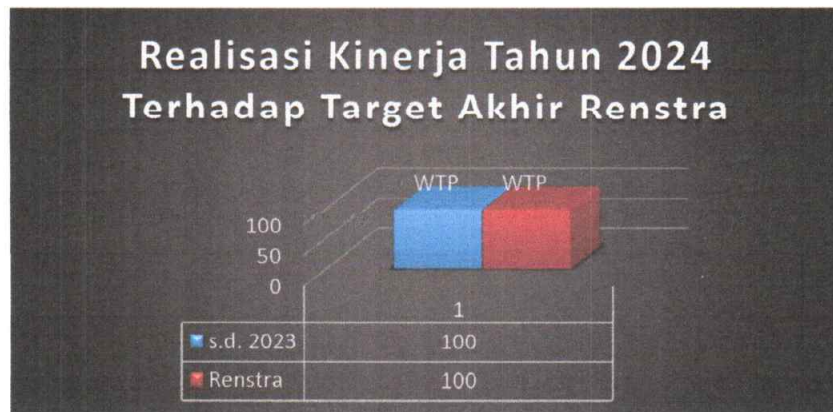 Realisasi Kinerja Tahun 2024
Terhadap Target Akhir Renstra
WTP WTP
100
50
0
1
s.d. 2023 100
Renstra 100